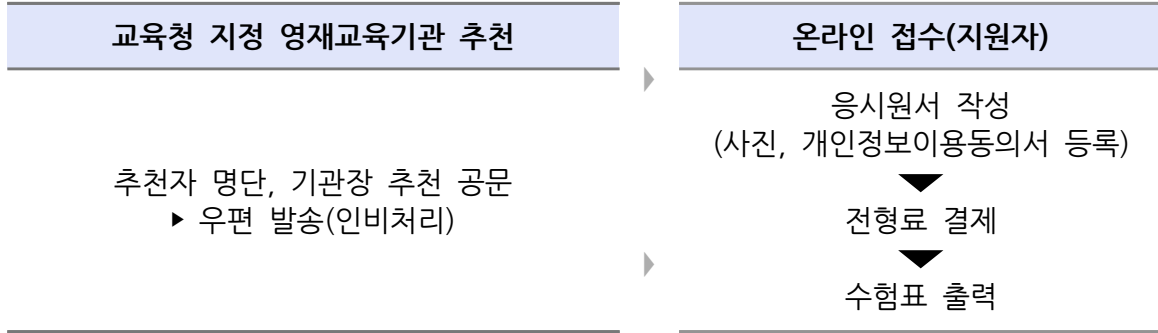 교육청 지정 영재교육기관 추천
추천자 명단, 기관장 추천 공문
▶ 우편 발송(인비처리)
온라인 접수(지원자)
응시원서 작성
(사진, 개인정보이용동의서 등록)
전형료 결제
수험표 출력